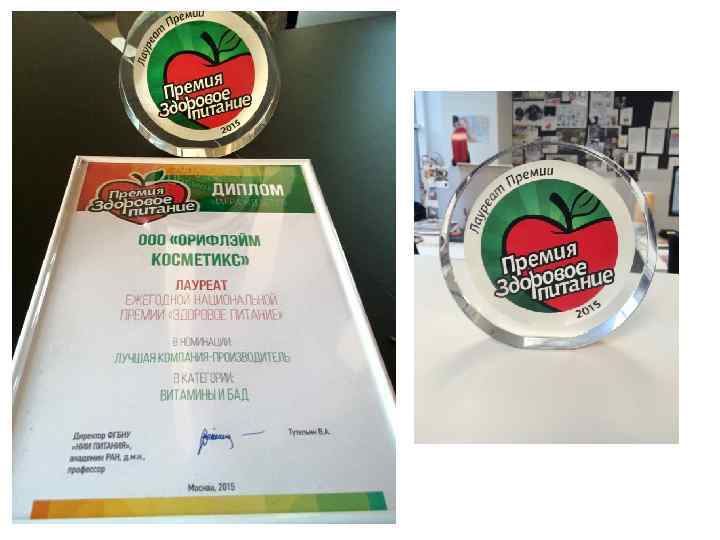 Лауреат Премии
Премия
Здоровое
питание
2015
Премия
Здоровое
питание
ДИПЛОМ
НАГРАЖДАЕТСЯ
ООО «ОРИФЛЭЙМ
КОСМЕТИКС»
ЛАУРЕАТ
ЕЖЕГОДНОЙ НАЦИОНАЛЬНОЙ
ПРЕМИИ «ЗДОРОВОЕ ПИТАНИЕ»
В НОМИНАЦИИ:
ЛУЧШАЯ КОМПАНИЯ-ПРОИЗВОДИТЕЛЬ
В КАТЕГОРИИ:
ВИТАМИНЫ И БАД
Директор ФГБНУ
«НИИ ПИТАНИЯ»,
академик РАН, д.м.н.,
профессор
Тутельян В.А.
Москва, 2015
Лауреат Премии
Премия
Здоровое
питание
2015